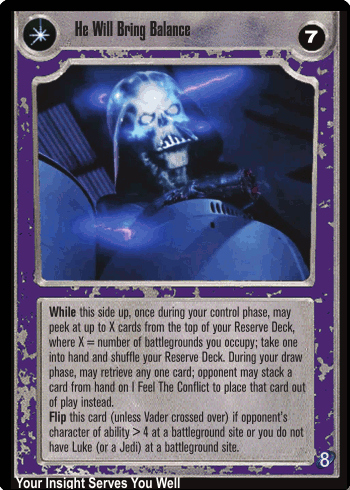 He Will Bring Balance
7
While this side up, once during your control phase, may
peek at up to X cards from the top of your Reserve Deck,
where X = number of battlegrounds you occupy; take one
into hand and shuffle your Reserve Deck. During your draw
phase, may retrieve any one card; opponent may stack a
card from hand on I Feel The Conflict to place that card out
of play instead.
Flip this card (unless Vader crossed over) if opponent's
character of ability > 4 at a battleground site or you do not
have Luke (or a Jedi) at a battleground site.
8
Your Insight Serves You Well